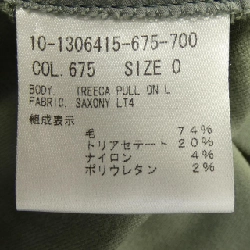 10-1306415-675-700
COL.675 SIZE 0
BODY. TREECA PULL ON L
FABRIC. SAXONY LT4
組成表示
毛 74%
トリアセテート 20%
ナイロン 4%
ポリウレタン 2%